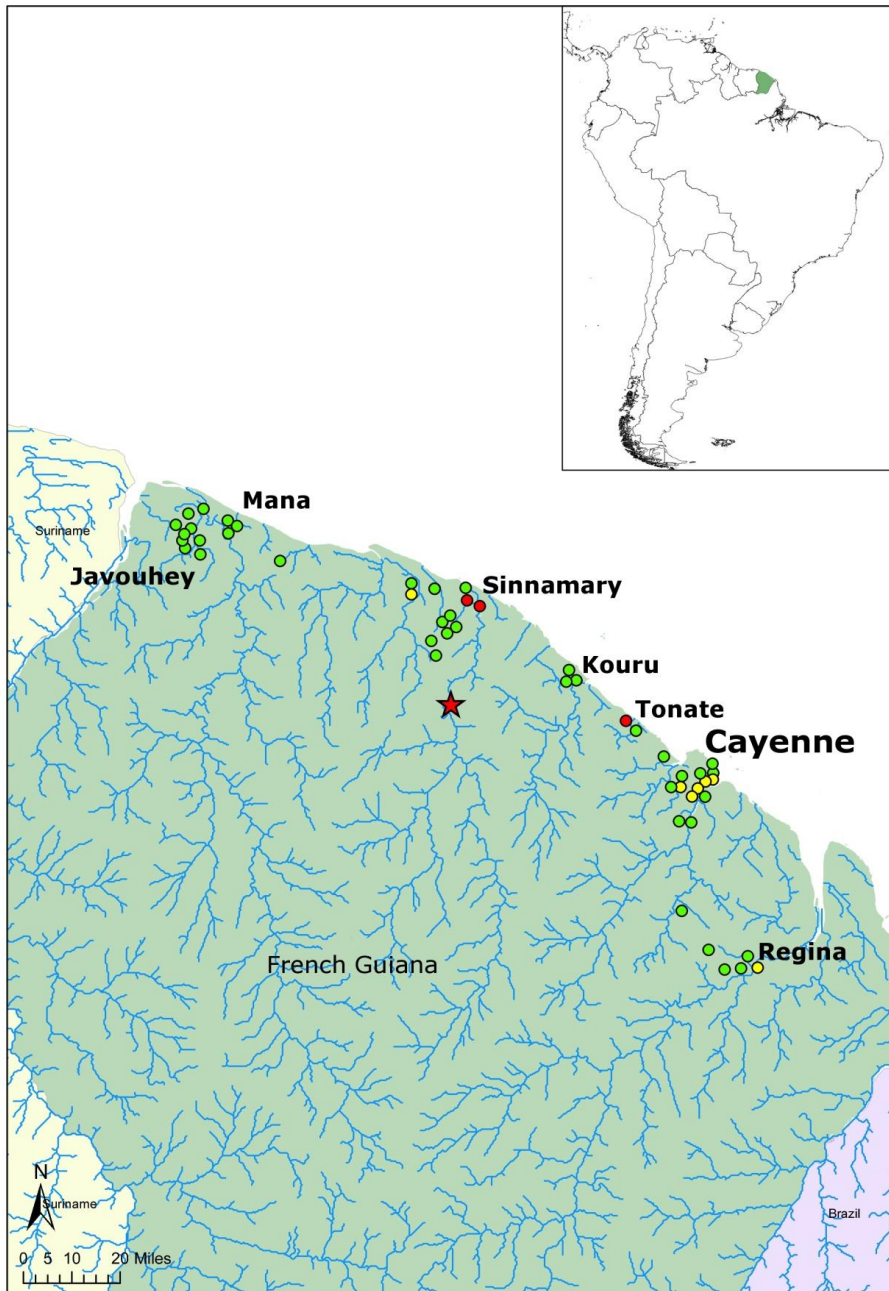 Mana
Suriname
Javouhey
Sinnamary
Kouru
Tonate
Cayenne
Regina
French Guiana
N
Suriname
Brazil
0 5 10 20 Miles